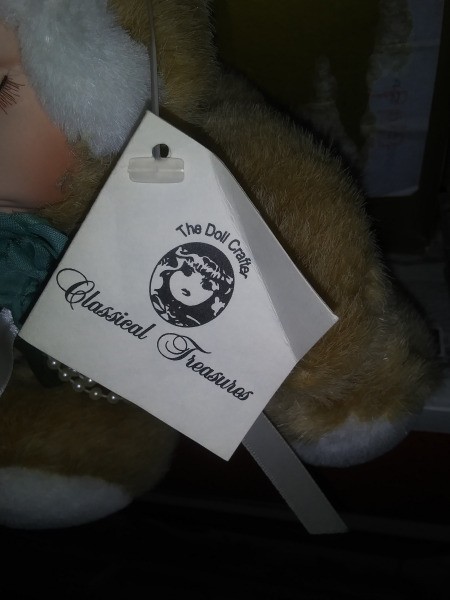 The Doll Crafter
Classical Treasures